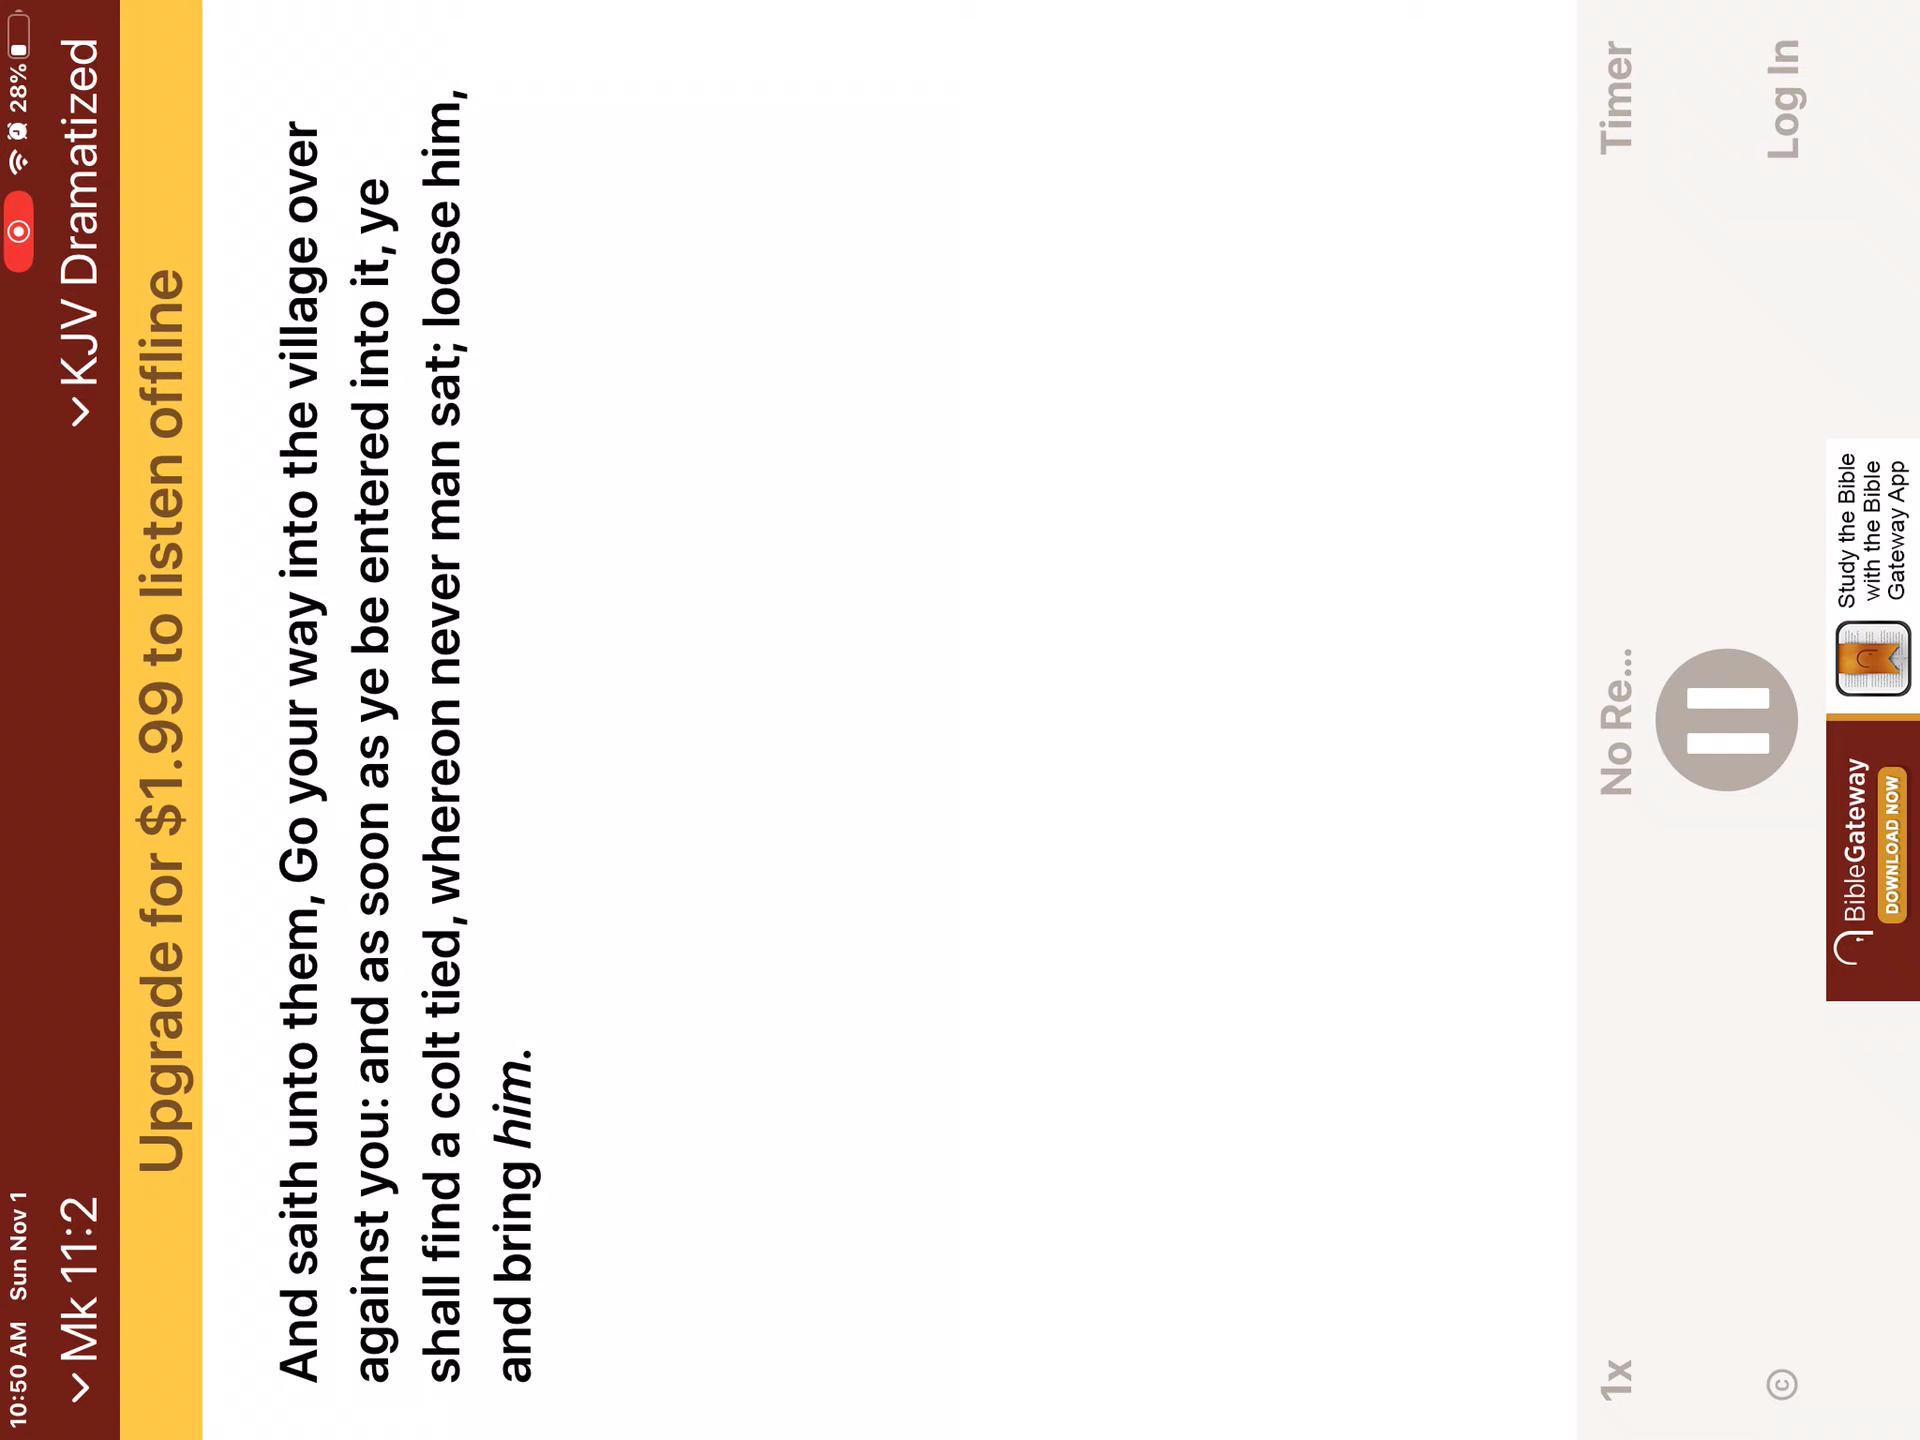 10:50 AM Sun Nov 1
28%
Mk 11:2
KJV Dramatized
Upgrade for $1.99 to listen offline
And saith unto them, Go your way into the village over
against you: and as soon as ye be entered into it, ye
shall find a colt tied, whereon never man sat; loose him,
and bring him.
1x
No Re...
Timer
©
Log In
BibleGateway
DOWNLOAD NOW
Study the Bible
with the Bible
Gateway App